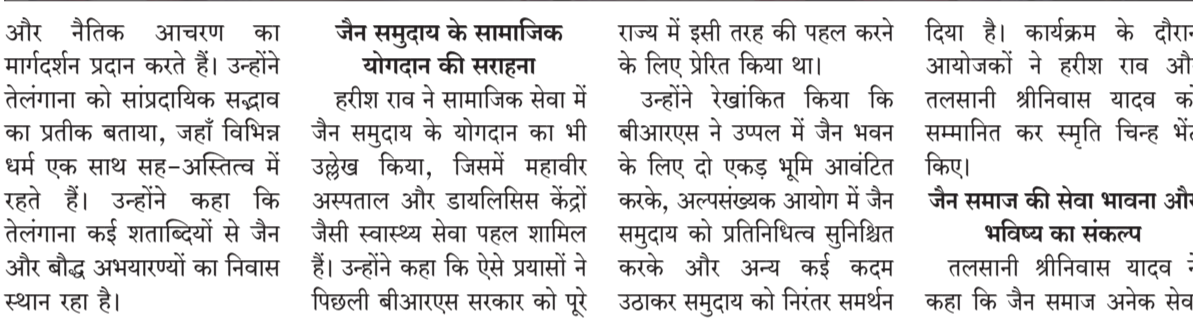 और नैतिक आचरण का
मार्गदर्शन प्रदान करते हैं। उन्होंने
तेलंगाना को सांप्रदायिक सद्भाव
का प्रतीक बताया, जहाँ विभिन्न
धर्म एक साथ सह-अस्तित्व में
रहते हैं। उन्होंने कहा कि
तेलंगाना कई शताब्दियों से जैन
और बौद्ध अभयारण्यों का निवास
स्थान रहा है।
जैन समुदाय के सामाजिक
योगदान की सराहना
हरीश राव ने सामाजिक सेवा में
जैन समुदाय के योगदान का भी
उल्लेख किया, जिसमें महावीर
अस्पताल और डायलिसिस केंद्रों
जैसी स्वास्थ्य सेवा पहल शामिल
हैं। उन्होंने कहा कि ऐसे प्रयासों ने
पिछली बीआरएस सरकार को पूरे
राज्य में इसी तरह की पहल करने
के लिए प्रेरित किया था।
उन्होंने रेखांकित किया कि
बीआरएस ने उप्पल में जैन भवन
के लिए दो एकड़ भूमि आवंटित
करके, अल्पसंख्यक आयोग में जैन
समुदाय को प्रतिनिधित्व सुनिश्चित
करके और अन्य कई कदम
उठाकर समुदाय को निरंतर समर्थन
दिया है। कार्यक्रम के
आयोजकों ने हरीश राव
तलसानी श्रीनिवास यादव
सम्मानित कर स्मृति चिन्ह
किए।
जैन समाज की सेवा भावना
भविष्य का संकल्प
तलसानी श्रीनिवास यादव
कहा कि जैन समाज अनेक